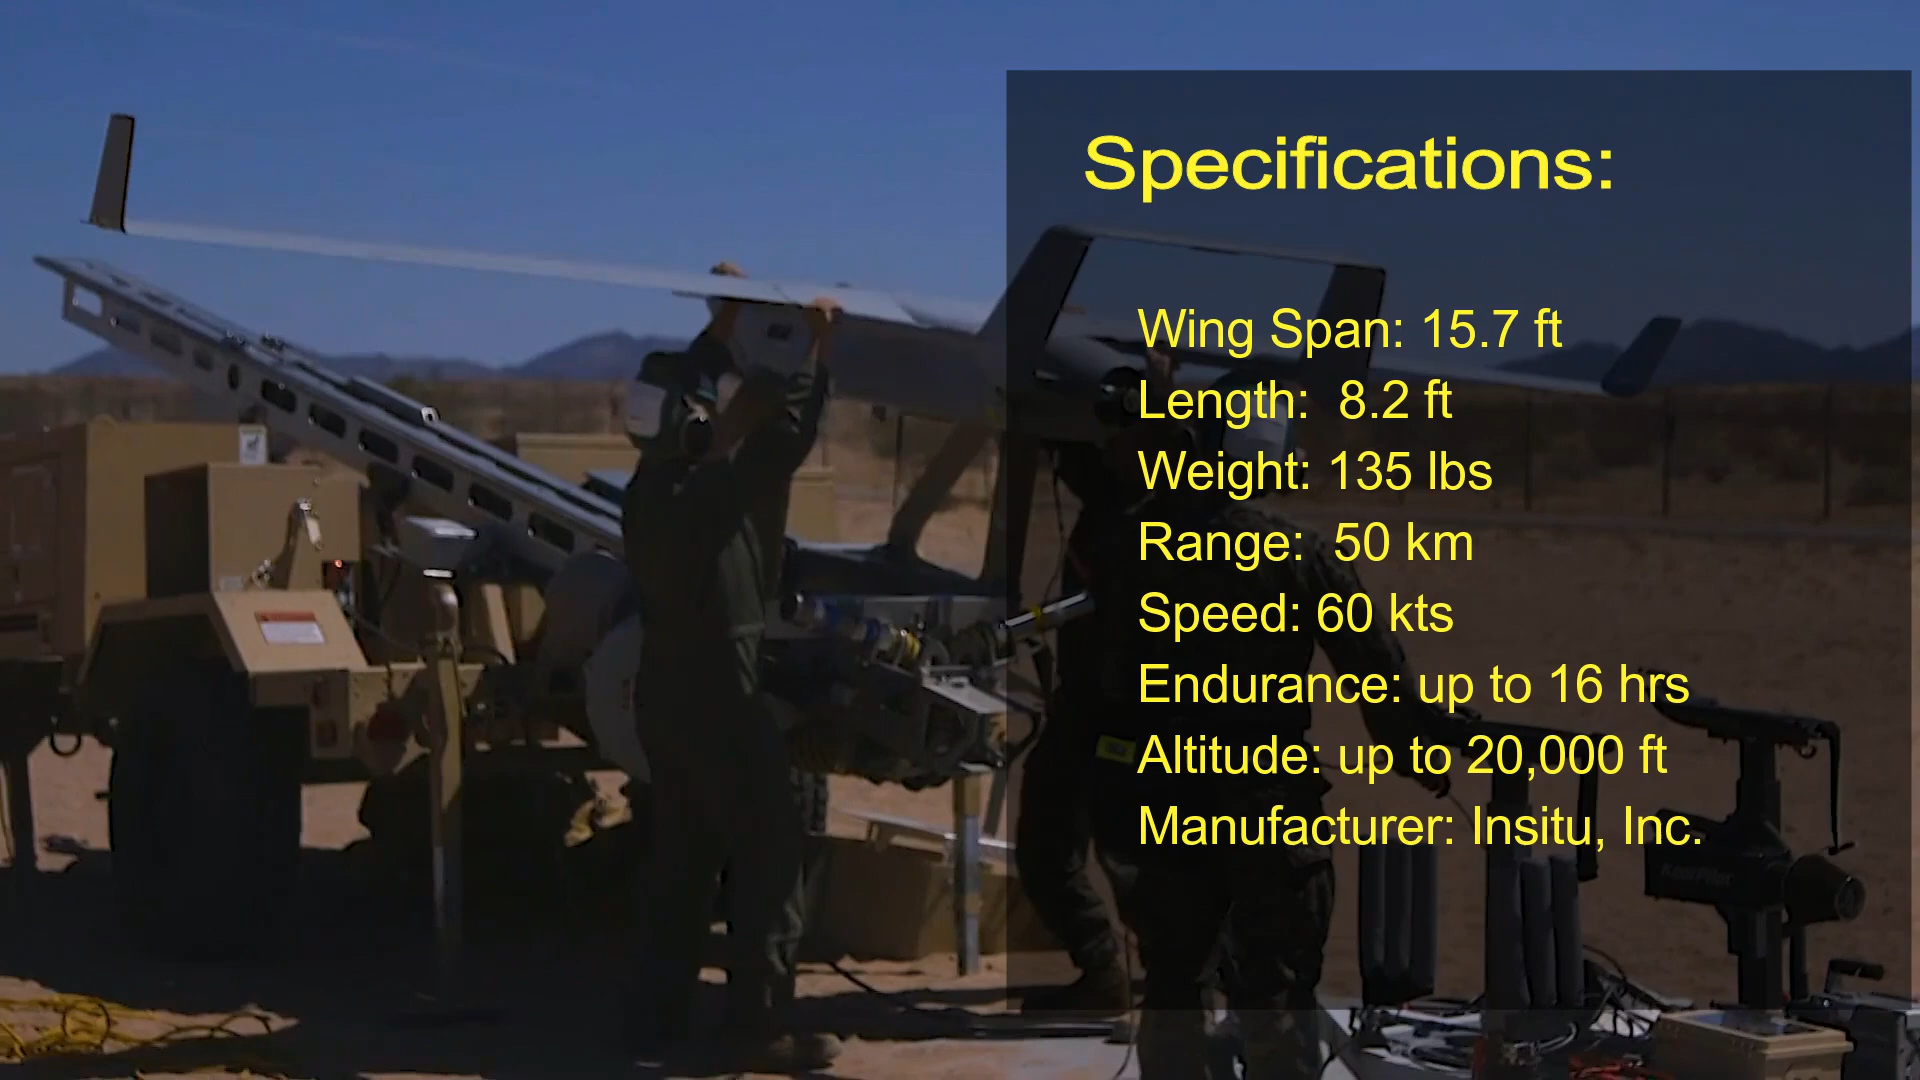 Specifications:
Wing Span: 15.7 ft
Length:  8.2 ft
Weight: 135 lbs
Range:  50 km
Speed: 60 kts
Endurance: up to 16 hrs
Altitude: up to 20,000 ft
Manufacturer: Insitu, Inc.